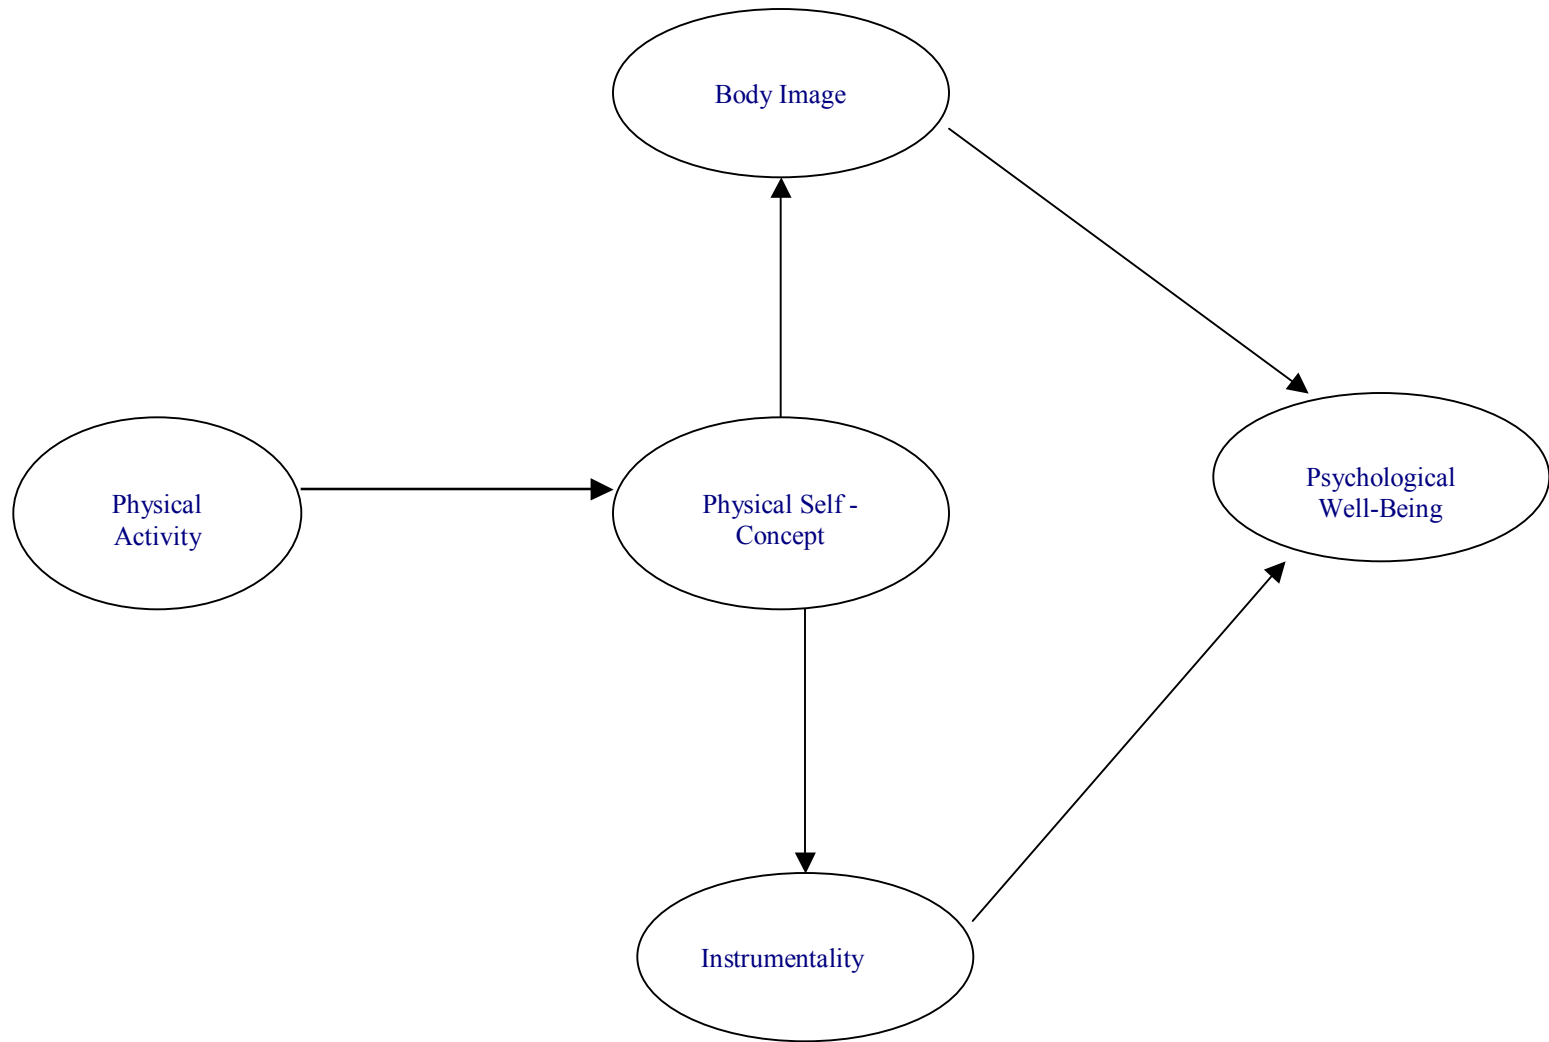 Body Image
Physical
Activity
Physical Self -
Concept
Psychological
Well-Being
Instrumentality